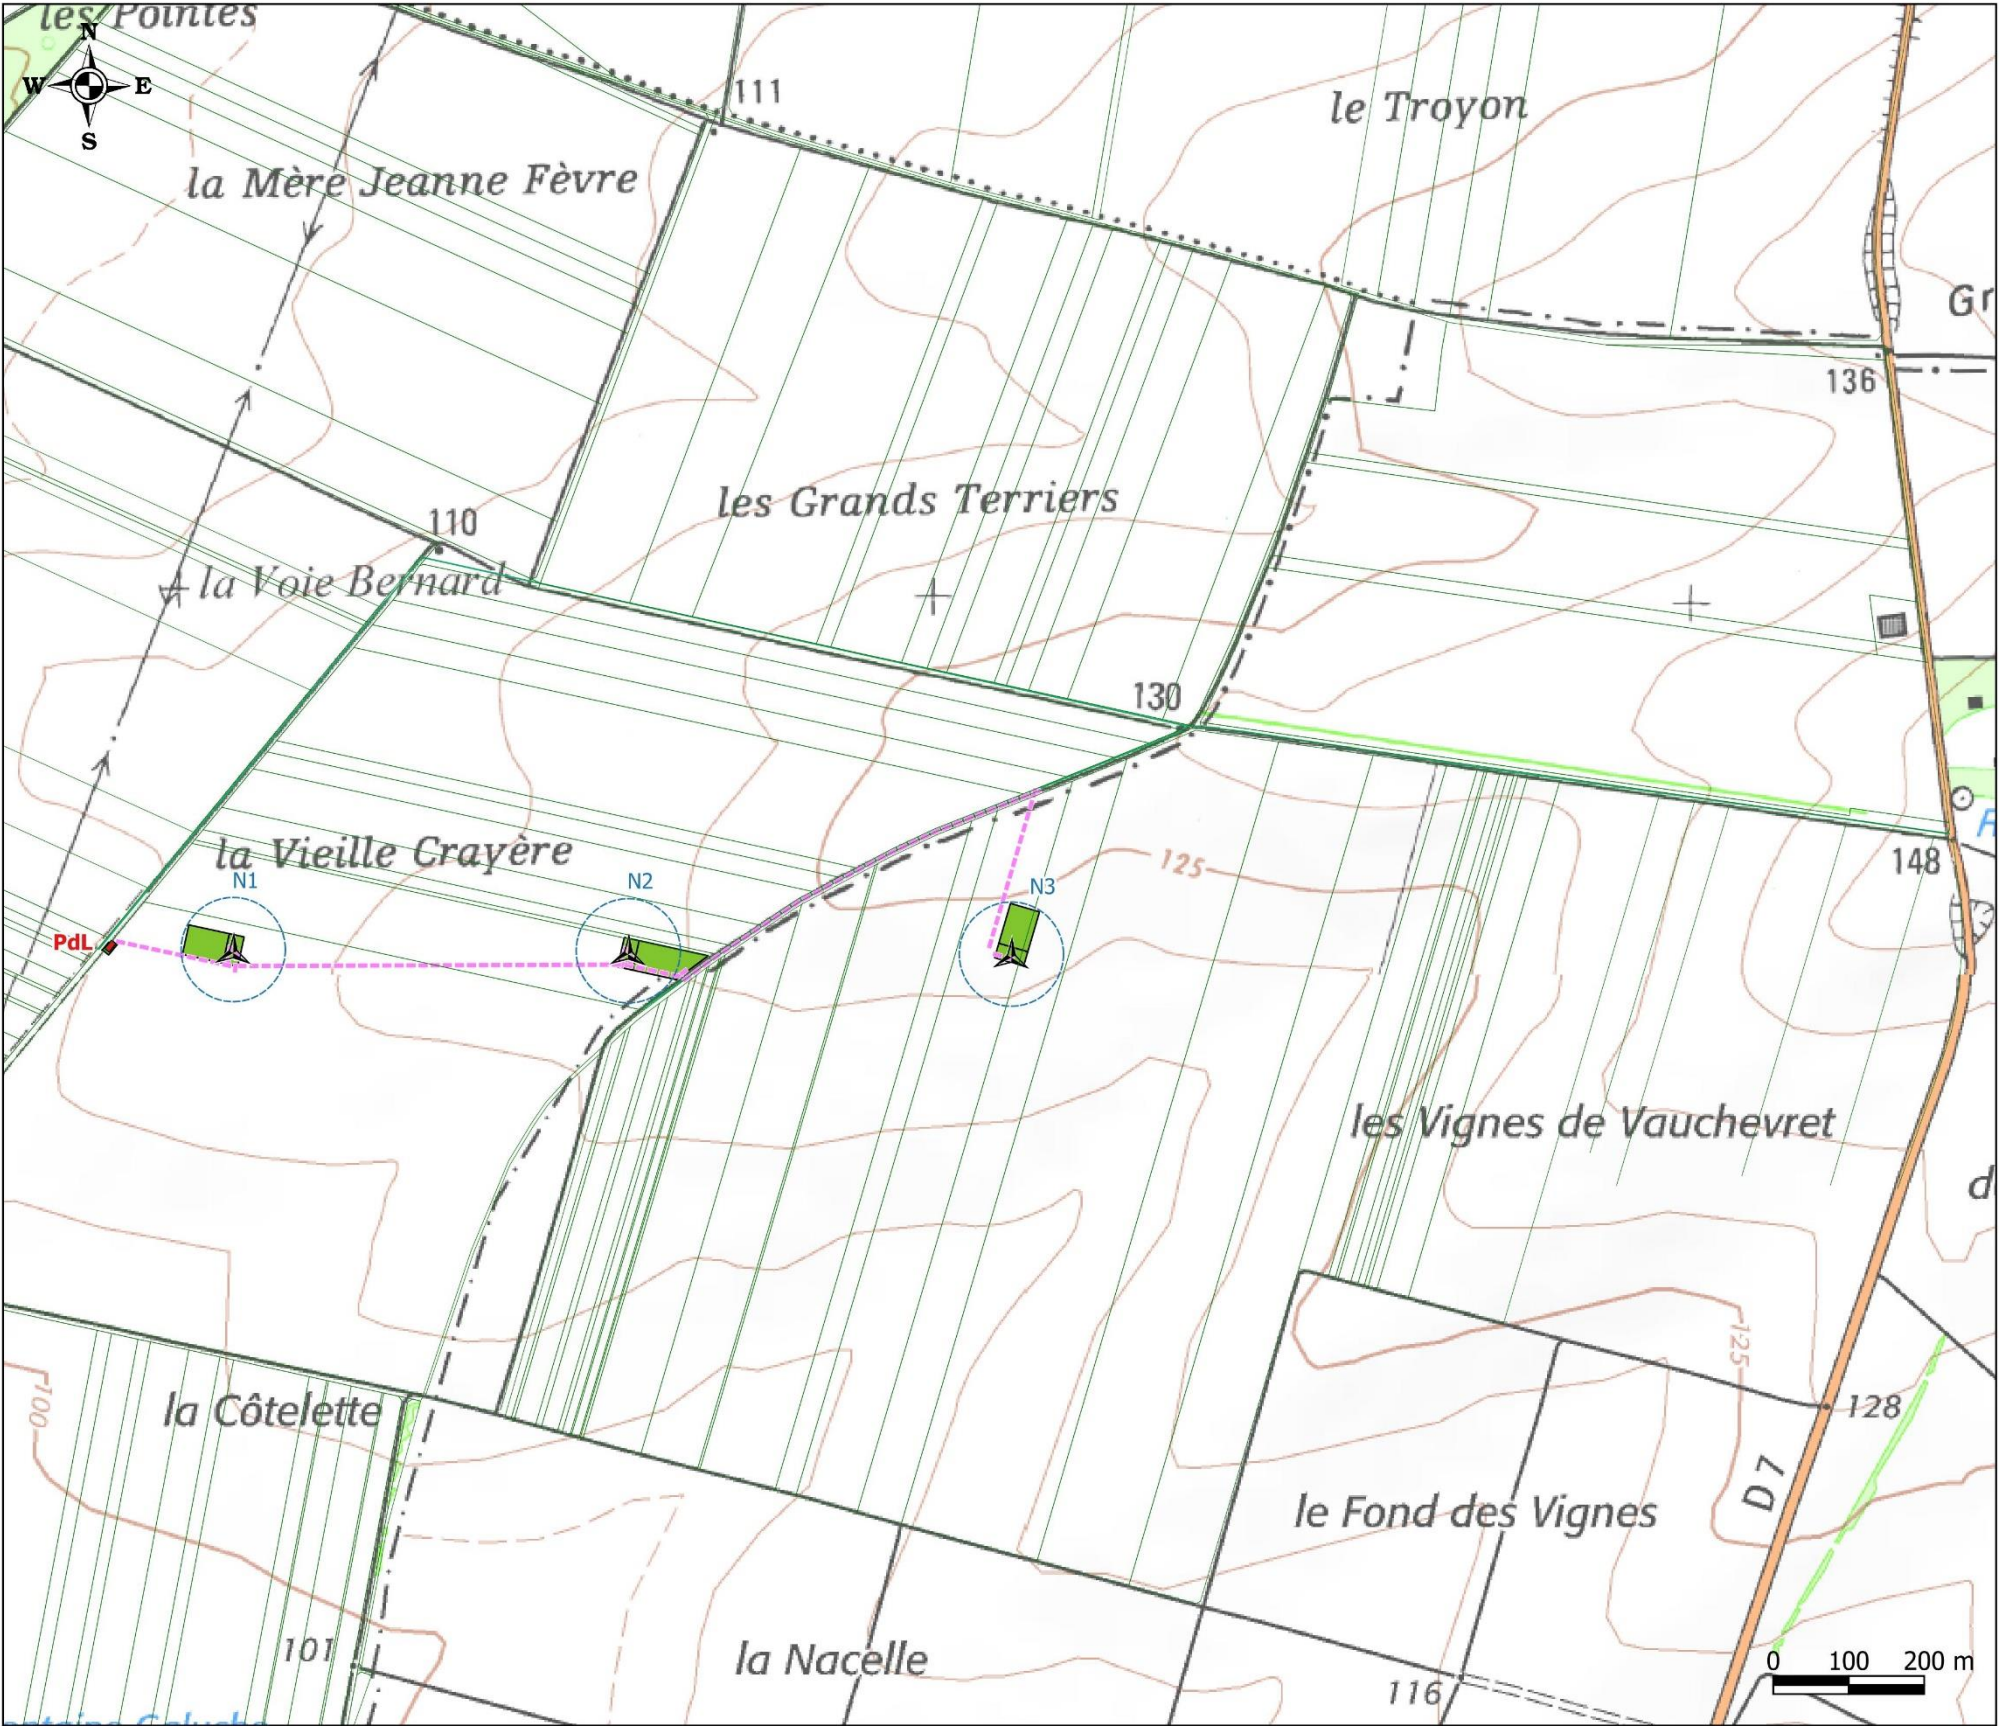 les Pointes
N
W E
S
111
le Troyon
la Mère Jeanne Fèvre
Gr
136
les Grands Terriers
110
la Voie Bernard
130
la Vieille Crayère
148
125
N1
N2
N3
PdL
les Vignes de Vauchevret
d
125
la Côtelette
100
128
D 7
le Fond des Vignes
101
la Nacelle
0 100 200 m
116